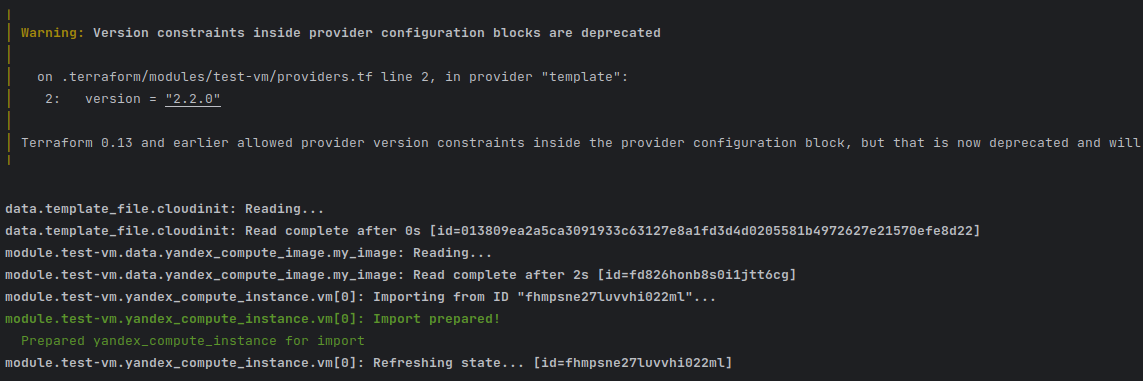 Warning: Version constraints inside provider configuration blocks are deprecated
on .terraform/modules/test-vm/providers.tf line 2, in provider "template":
2: version = "2.2.0"
Terraform 0.13 and earlier allowed provider version constraints inside the provider configuration block, but that is now deprecated and will
data.template_file.cloudinit: Reading...
data.template_file.cloudinit: Read complete after 0s [id=013809ea2a5ca3091933c63127e8a1fd3d4d0205581b4972627e21570efe8d22]
module.test-vm.data.yandex_compute_image.my_image: Reading...
module.test-vm.data.yandex_compute_image.my_image: Read complete after 2s [id=fd826honb8s0i1jtt6cg]
module.test-vm.yandex_compute_instance.vm[0]: Importing from ID "fhmpsne27luvvhi022ml"...
module.test-vm.yandex_compute_instance.vm[0]: Import prepared!
Prepared yandex_compute_instance for import
module.test-vm.yandex_compute_instance.vm[0]: Refreshing state... [id=fhmpsne27luvvhi022ml]